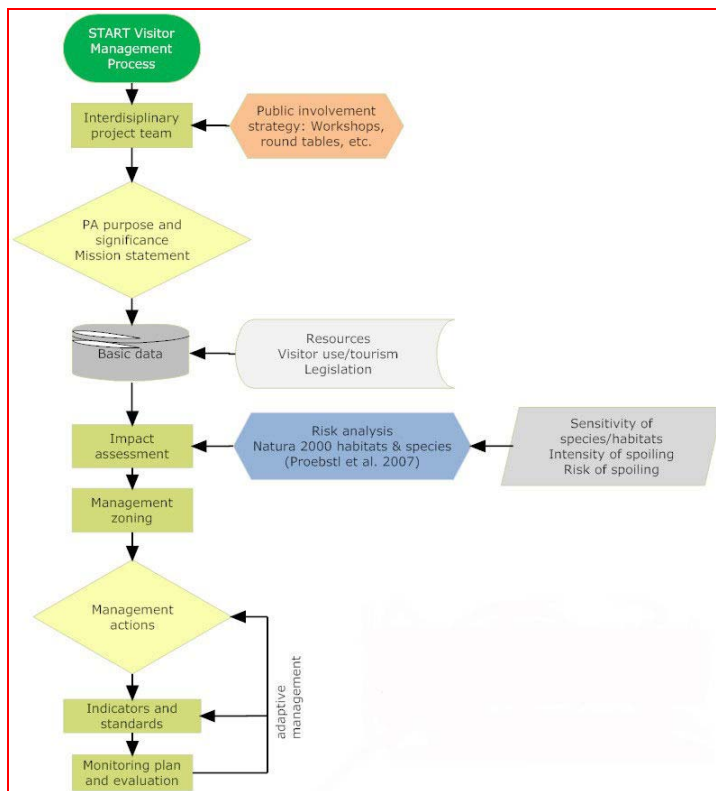 START Visitor
Management
Process
Interdisiplinary
project team
Public involvement
strategy: Workshops,
round tables, etc.
PA purpose and
significance
Mission statement
Basic data
Resources
Visitor use/tourism
Legislation
Impact
assessment
Risk analysis
Natura 2000 habitats & species
(Proebstl et al. 2007)
Sensitivity of
species/habitats
Intensity of spoiling
Risk of spoiling
Management
zoning
Management
actions
adaptive
management
Indicators and
standards
Monitoring plan
and evaluation